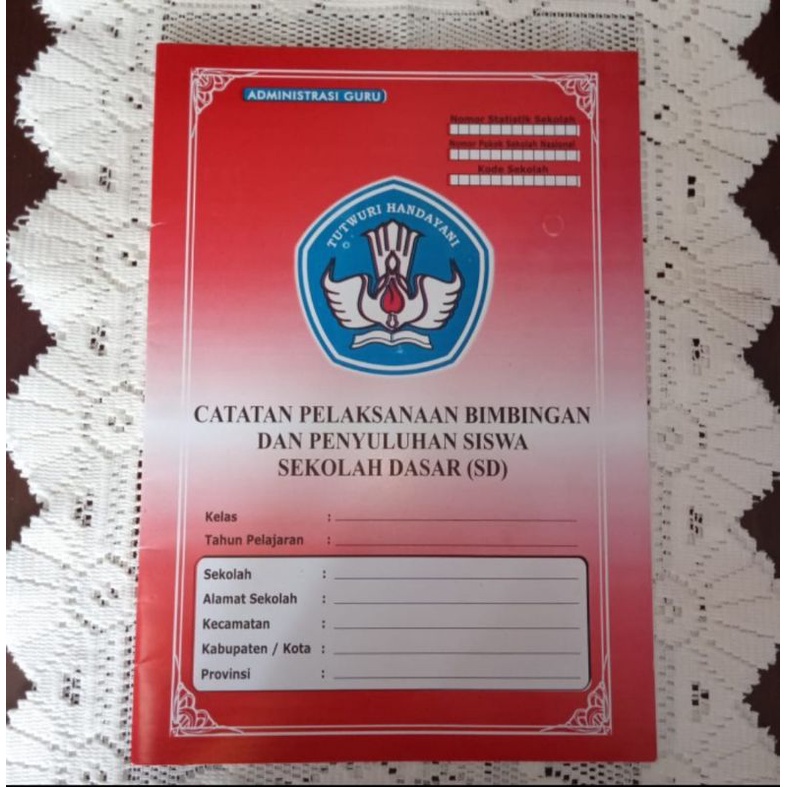 ADMINISTRASI GURU
Nomor Statistik Sekolah
Nomor Pokok Sekolah Nasional
Kode Sekolah
TUTWURI HANDAYANI
CATATAN PELAKSANAAN BIMBINGAN
DAN PENYULUHAN SISWA
SEKOLAH DASAR (SD)
Kelas :
Tahun Pelajaran :
Sekolah :
Alamat Sekolah :
Kecamatan :
Kabupaten / Kota :
Provinsi :